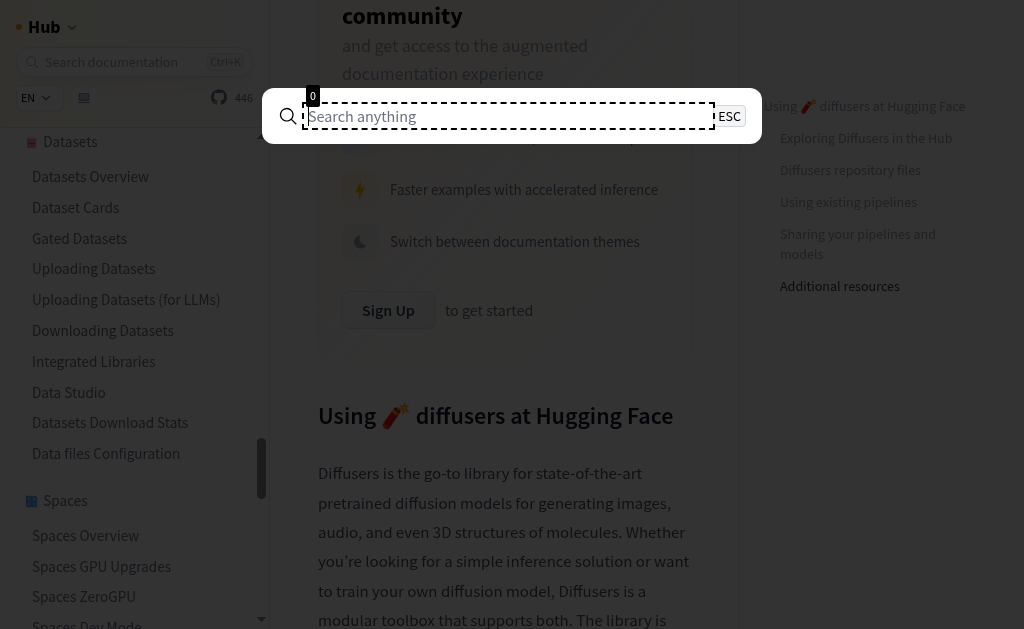 Hub
Search documentation
Ctrl+K
EN
446
Datasets
Datasets Overview
Dataset Cards
Gated Datasets
Uploading Datasets
Uploading Datasets (for LLMs)
Downloading Datasets
Integrated Libraries
Data Studio
Datasets Download Stats
Data files Configuration
Spaces
Spaces Overview
Spaces GPU Upgrades
Spaces ZeroGPU
Spaces Dev Mode
community
and get access to the augmented
documentation experience
0
Search anything
ESC
Faster examples with accelerated inference
Switch between documentation themes
Sign Up
to get started
Using 🧨 diffusers at Hugging Face
Diffusers is the go-to library for state-of-the-art
pretrained diffusion models for generating images,
audio, and even 3D structures of molecules. Whether
you're looking for a simple inference solution or want
to train your own diffusion model, Diffusers is a
modular toolbox that supports both. The library is
Using 🧨 diffusers at Hugging Face
Exploring Diffusers in the Hub
Diffusers repository files
Using existing pipelines
Sharing your pipelines and
models
Additional resources